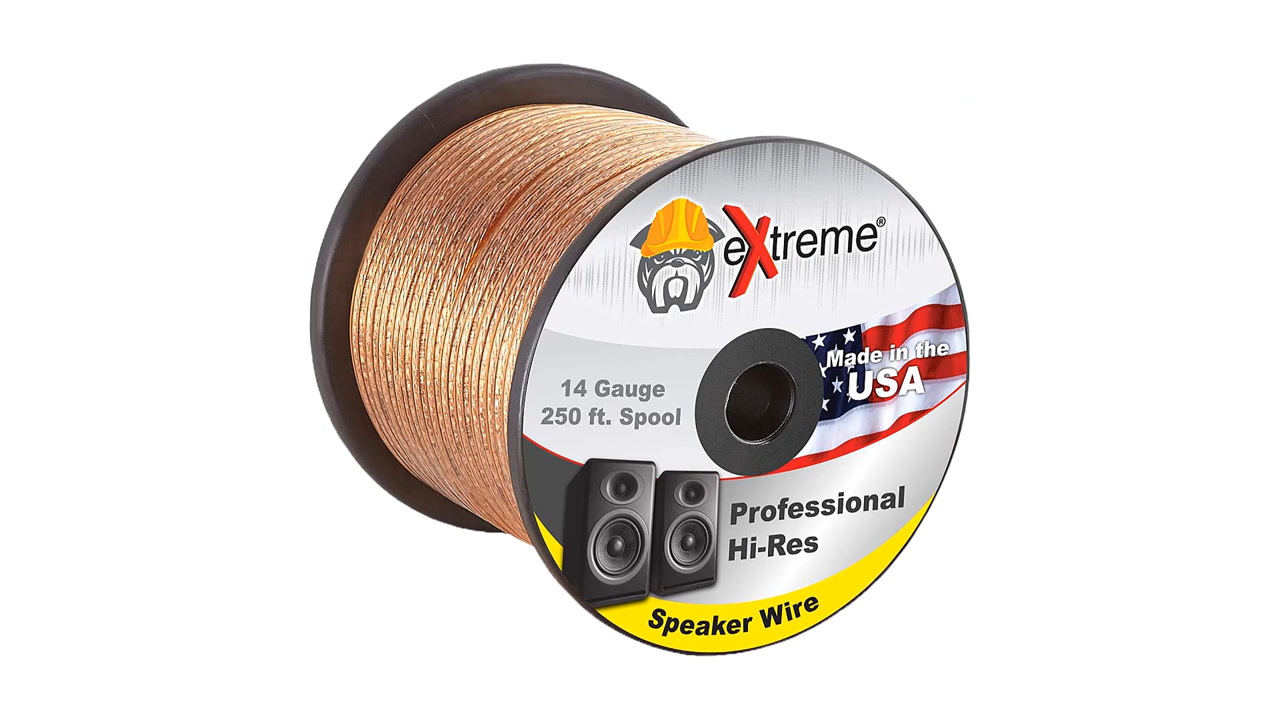 eXtreme®
14 Gauge
250 ft. Spool
Made in the
USA
Professional
Hi-Res
Speaker Wire